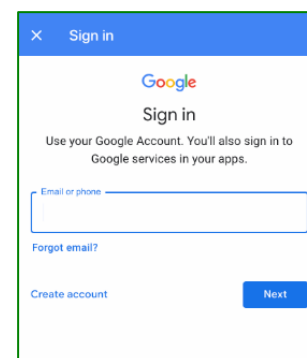 Sign in
Google
Sign in
Use your Google Account. You'll also sign in to
Google services in your apps.
Email or phone
Forgot email?
Create account
Next